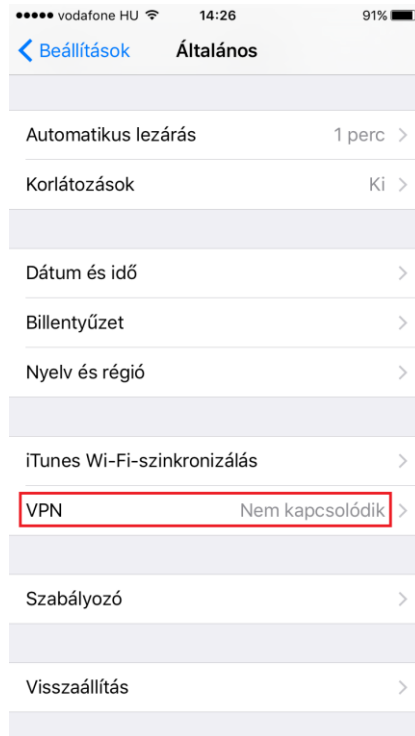 vodafone HU 14:26 91%
Beállítások Általános
Automatikus lezárás 1 perc
Korlátozások Ki
Dátum és idő
Billentyűzet
Nyelv és régió
iTunes Wi-Fi-szinkronizálás
VPN Nem kapcsolódik
Szabályozó
Visszaállítás